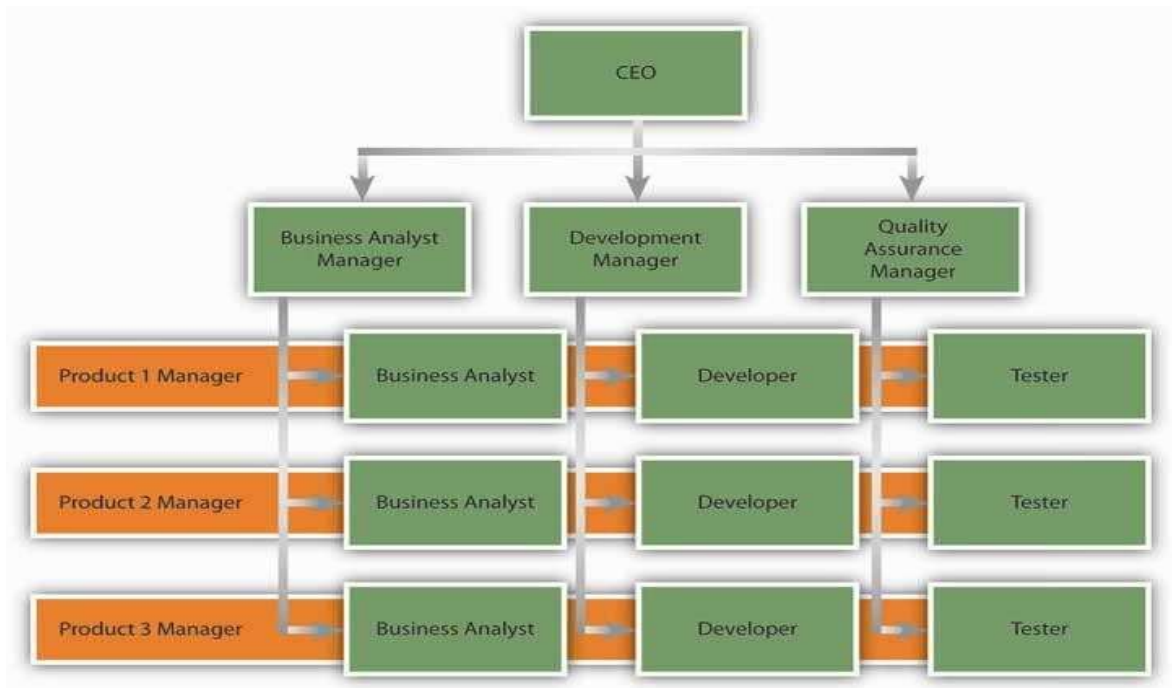 CEO
Business Analyst
Manager
Development
Manager
Quality
Assurance
Manager
Product 1 Manager
Business Analyst
Developer
Tester
Product 2 Manager
Business Analyst
Developer
Tester
Product 3 Manager
Business Analyst
Developer
Tester